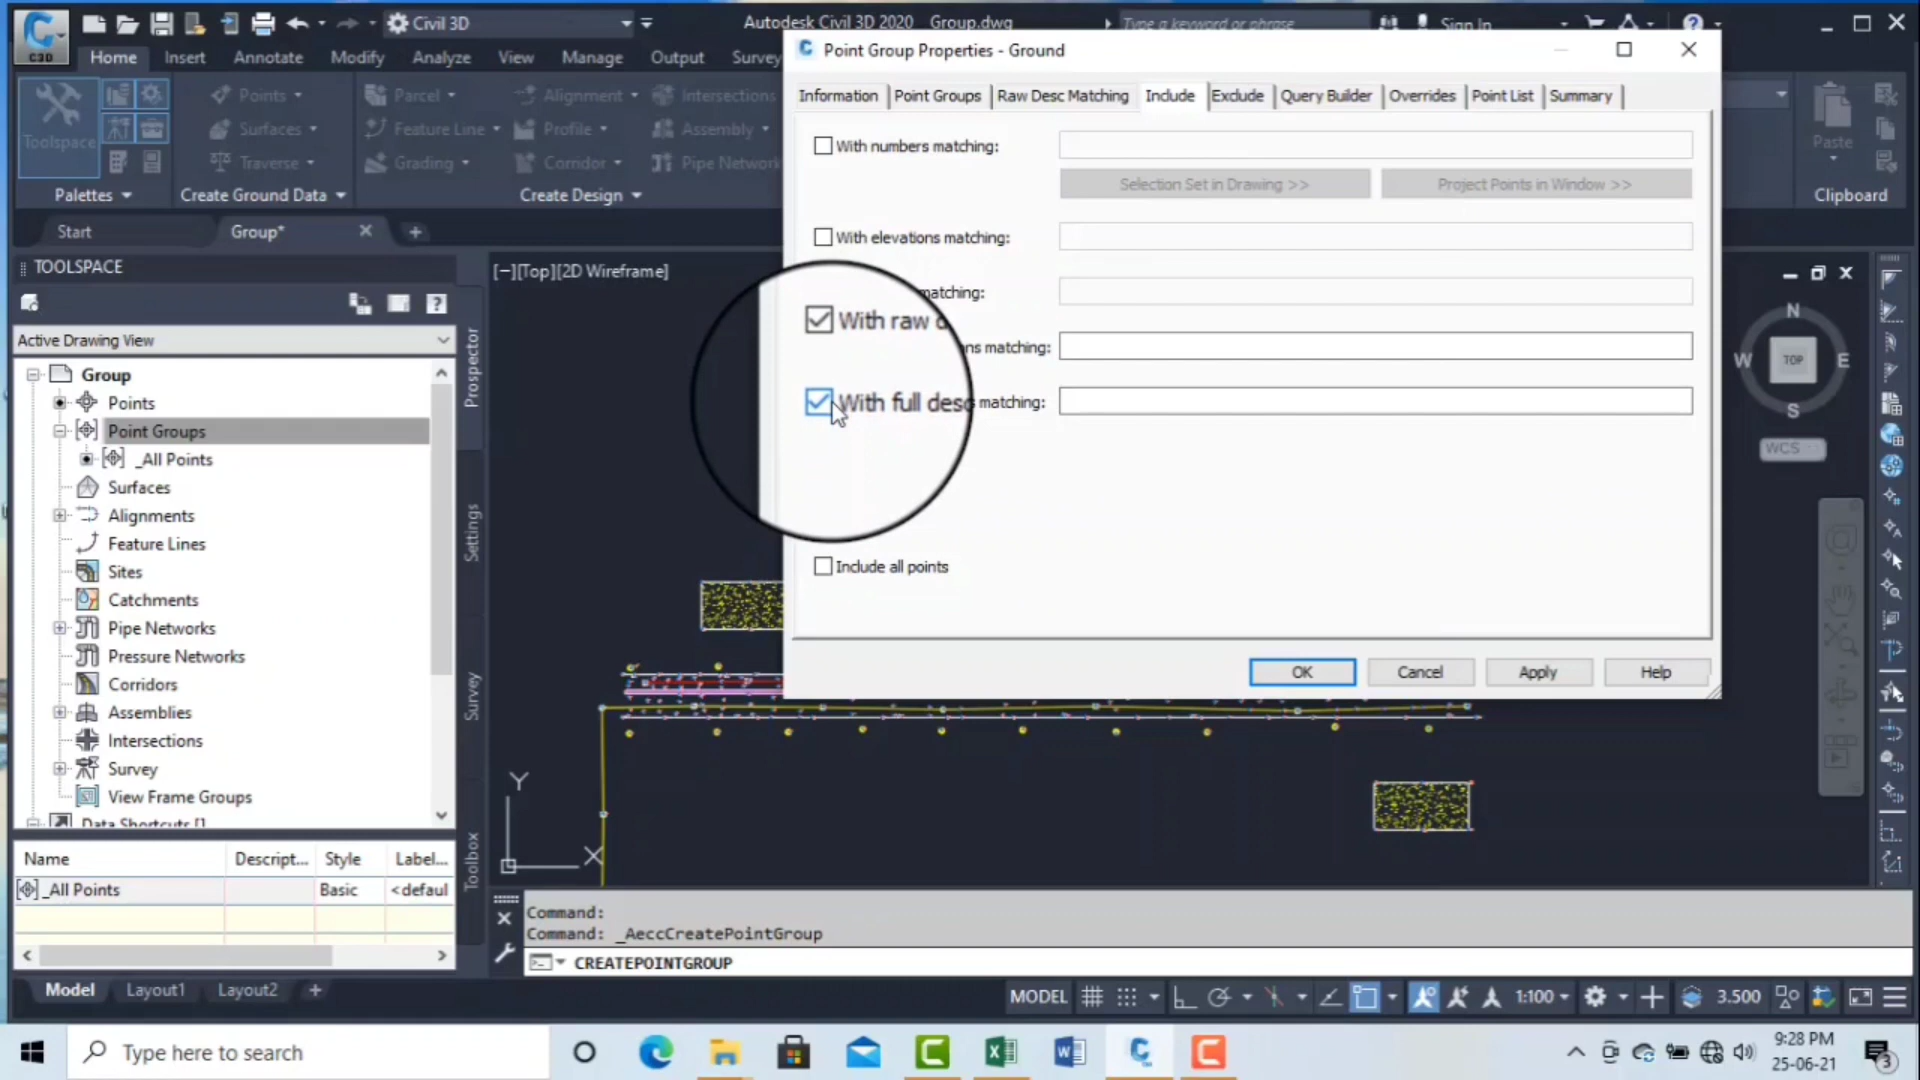 C3D
Civil 3D
Autodesk Civil 3D 2020 Group.dwg
Type a keyword or phrase
Sign In
Home Insert Annotate Modify Analyze View Manage Output Survey
Toolspace
Points
Surfaces
Traverse
Parcel
Feature Line
Grading
Alignment
Profile
Corridor
Intersections
Assembly
Pipe Network
Paste
Palettes
Create Ground Data
Create Design
Clipboard
Start
Group*
TOOLSPACE
Active Drawing View
Group
Points
Point Groups
_All Points
Surfaces
Alignments
Feature Lines
Sites
Catchments
Pipe Networks
Pressure Networks
Corridors
Assemblies
Intersections
Survey
View Frame Groups
Data Shortcuts []
Prospector
Settings
Survey
Toolbox
Name Descript... Style Label...
_All Points Basic <defaul
[−][Top][2D Wireframe]
Point Group Properties - Ground
Information Point Groups Raw Desc Matching Include Exclude Query Builder Overrides Point List Summary
With numbers matching:
Selection Set in Drawing >>
Project Points in Window >>
With elevations matching:
matching:
With raw
ns matching:
With full desc matching:
Include all points
OK Cancel Apply Help
N
W TOP E
S
WCS
Y
X
Command:
Command: _AeccCreatePointGroup
CREATEPOINTGROUP
Model Layout1 Layout2
MODEL
1:100
3.500
Type here to search
9:28 PM
25-06-21
3